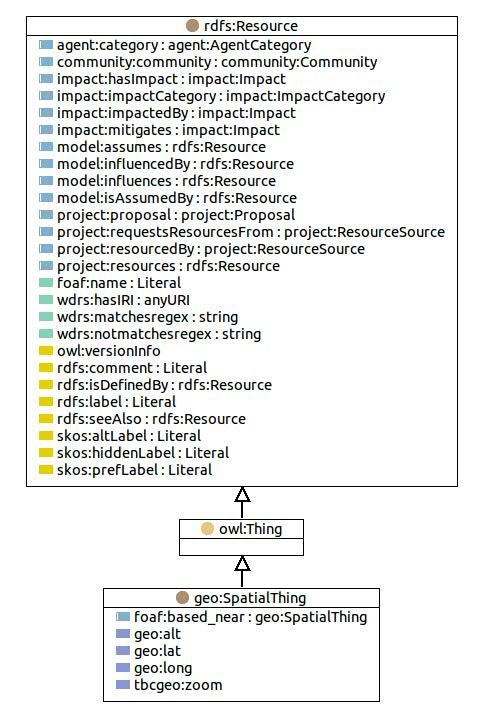 rdfs:Resource
agent:category : agent:AgentCategory
community:community : community:Community
impact:hasImpact : impact:Impact
impact:impactCategory : impact:ImpactCategory
impact:impactedBy : impact:Impact
impact:mitigates : impact:Impact
model:assumes : rdfs:Resource
model:influencedBy : rdfs:Resource
model:influences : rdfs:Resource
model:isAssumedBy : rdfs:Resource
project:proposal : project:Proposal
project:requestsResourcesFrom : project:ResourceSource
project:resourcedBy : project:ResourceSource
project:resources : rdfs:Resource
foaf:name : Literal
wdrs:hasIRI : anyURI
wdrs:matchesregex : string
wdrs:notmatchesregex : string
owl:versionInfo
rdfs:comment : Literal
rdfs:isDefinedBy : rdfs:Resource
rdfs:label : Literal
rdfs:seeAlso : rdfs:Resource
skos:altLabel : Literal
skos:hiddenLabel : Literal
skos:prefLabel : Literal
owl:Thing
geo:SpatialThing
foaf:based_near : geo:SpatialThing
geo:alt
geo:lat
geo:long
tbcgeo:zoom